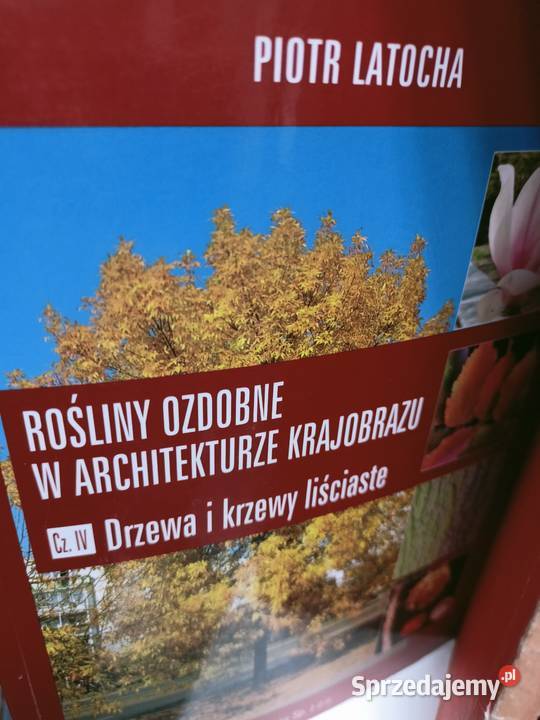 PIOTR LATOCHA
ROŚLINY OZDOBNE
W ARCHITEKTURZE KRAJOBRAZU
Cz. IV Drzewa i krzewy liściaste
Sprzedajemy.pl